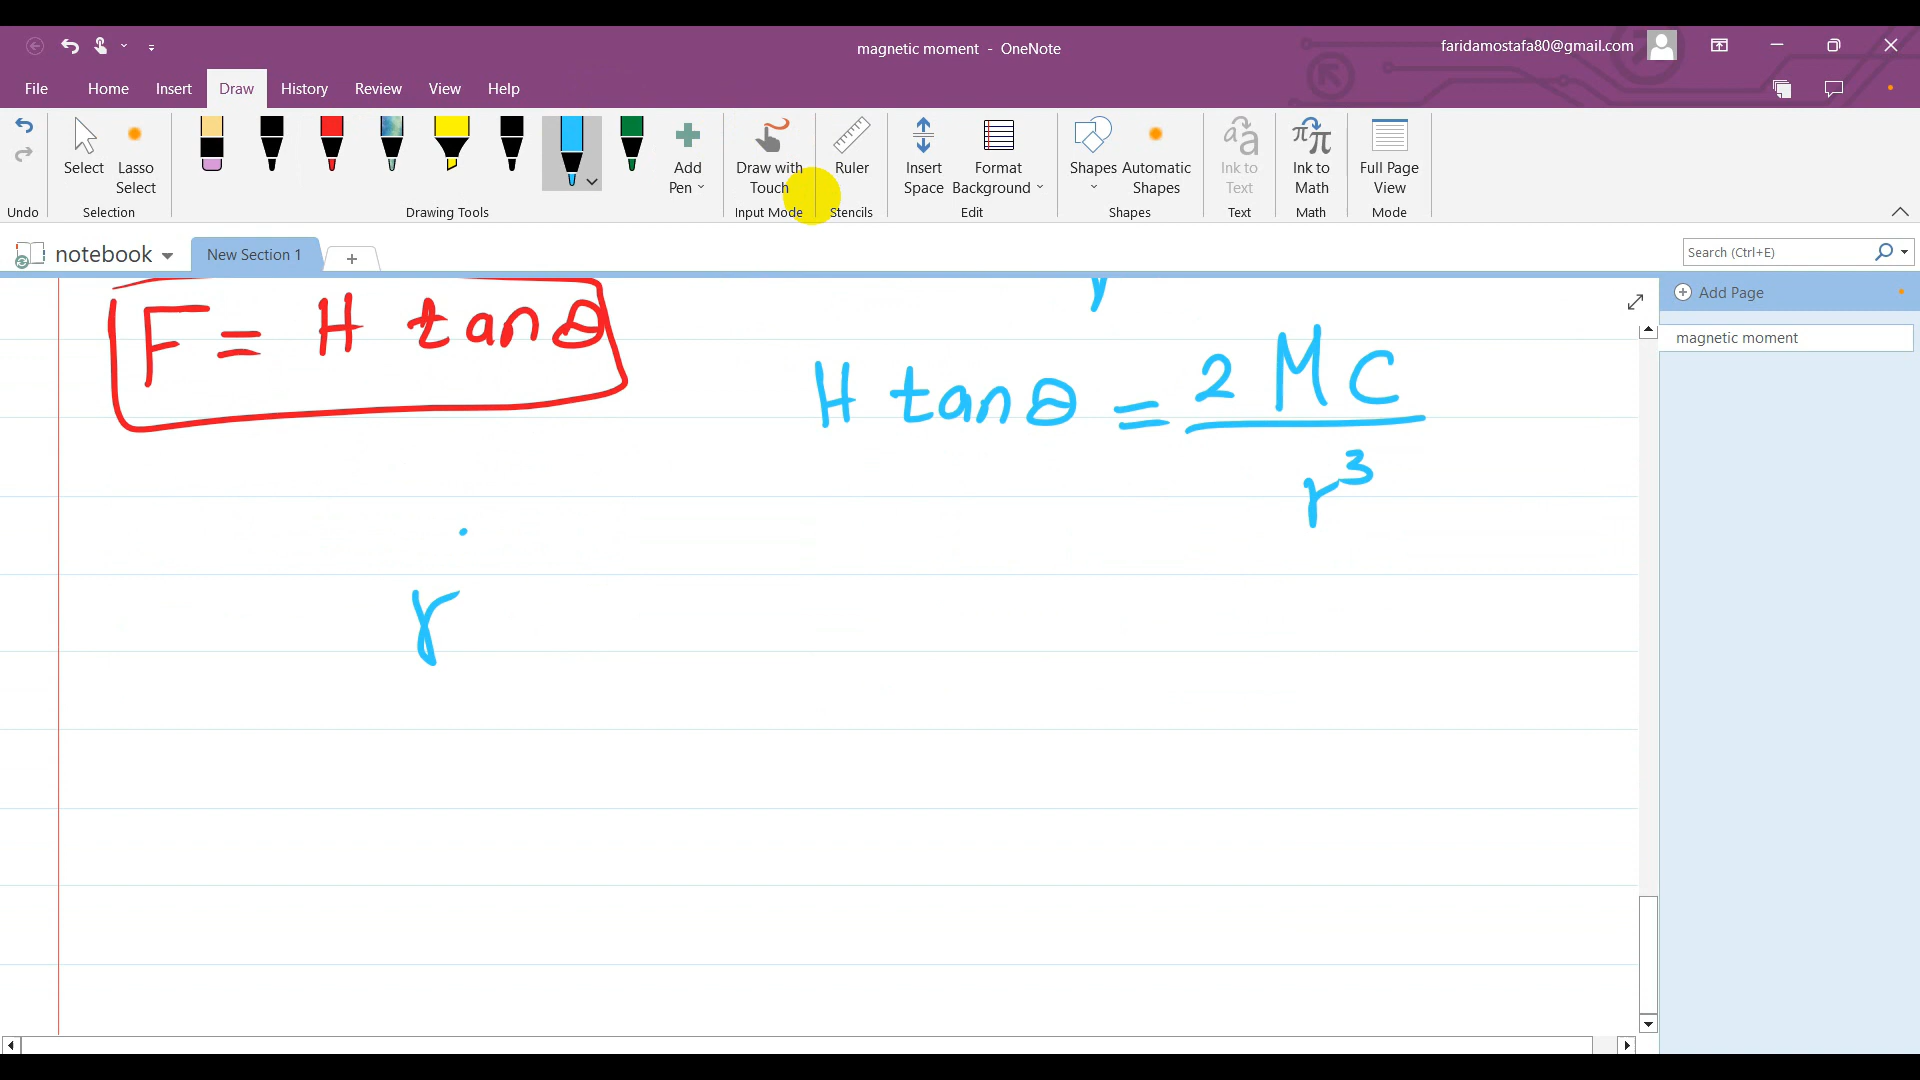 magnetic moment - OneNote
faridamostafa80@gmail.com
File Home Insert Draw History Review View Help
Select
Lasso Select
Add Pen
Draw with Touch
Ruler
Insert Space
Format Background
Shapes
Automatic Shapes
Ink to Text
Ink to Math
Full Page View
Undo
Selection
Drawing Tools
Input Mode
Stencils
Edit
Shapes
Text
Math
Mode
notebook
New Section 1
Search (Ctrl+E)
Add Page
magnetic moment
F = H tanθ
H tanθ = 2 M C / r³
r